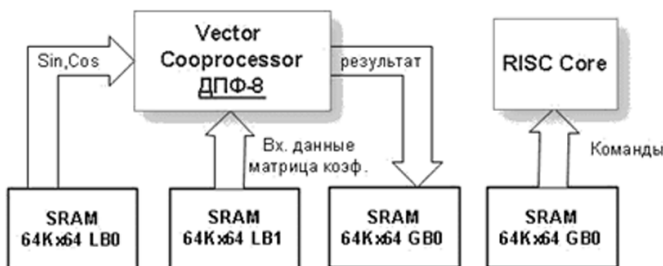 Vector
Cooprocessor
ДПФ-8
Sin,Cos
результат
RISC Core
Вх. данные
матрица коэф.
Команды
SRAM
64Kx64 LB0
SRAM
64Kx64 LB1
SRAM
64Kx64 GB0
SRAM
64Kx64 GB0